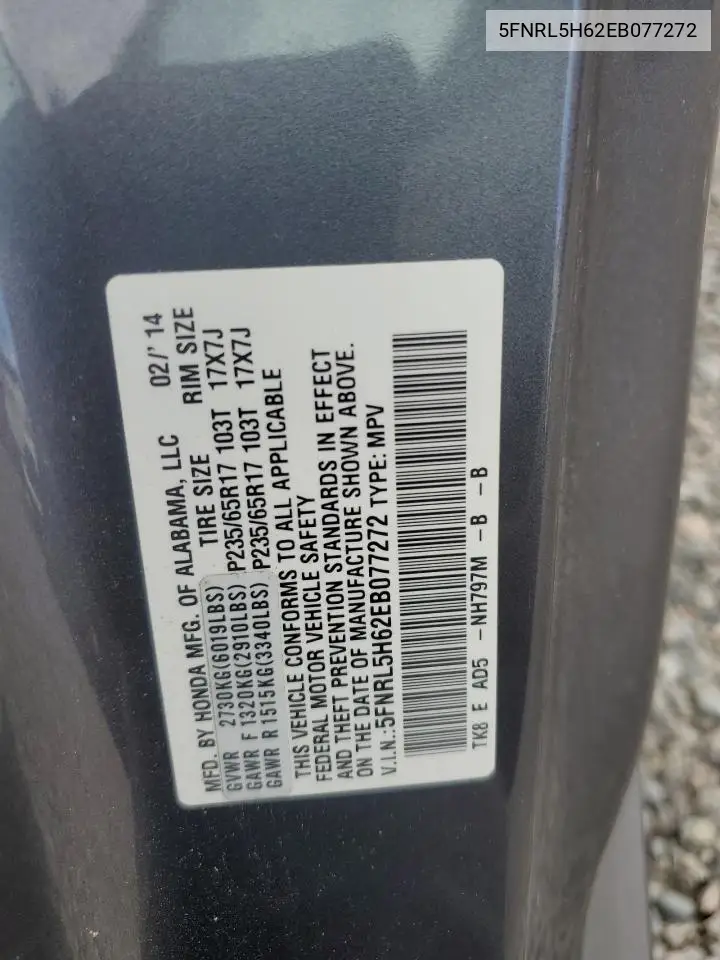 5FNRL5H62EB077272
MFD. BY HONDA MFG. OF ALABAMA, LLC 02/'14
TIRE SIZE RIM SIZE
GVWR 2730KG(6019LBS)
GAWR F 1320KG(2910LBS) P235/65R17 103T 17X7J
GAWR R 1515KG(3340LBS) P235/65R17 103T 17X7J
THIS VEHICLE CONFORMS TO ALL APPLICABLE
FEDERAL MOTOR VEHICLE SAFETY
AND THEFT PREVENTION STANDARDS IN EFFECT
ON THE DATE OF MANUFACTURE SHOWN ABOVE.
V.I.N.:5FNRL5H62EB077272 TYPE: MPV
TK8 E AD5 -NH797M -B -B